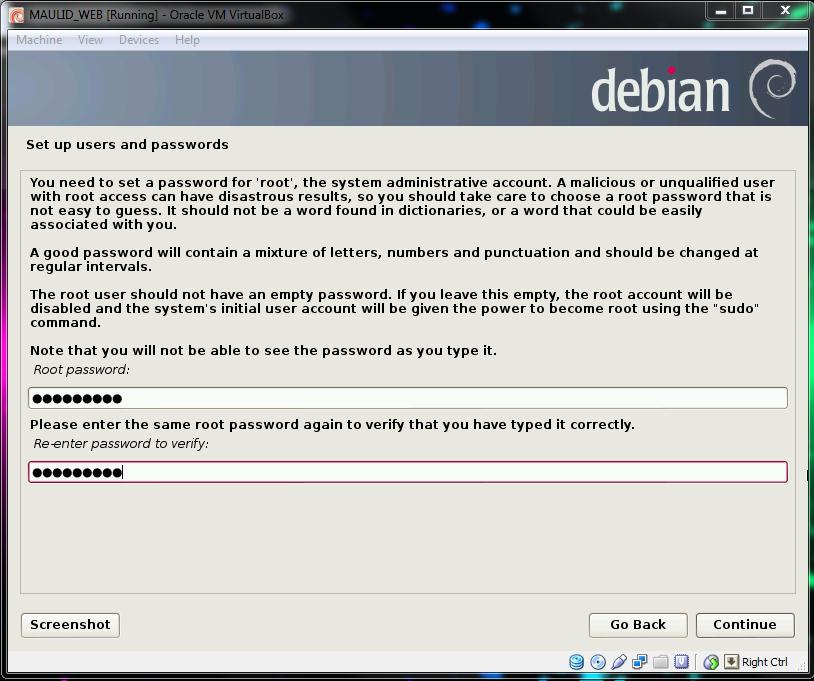 MAULID_WEB [Running] - Oracle VM VirtualBox
Machine View Devices Help
debian
Set up users and passwords
You need to set a password for 'root', the system administrative account. A malicious or unqualified user
with root access can have disastrous results, so you should take care to choose a root password that is
not easy to guess. It should not be a word found in dictionaries, or a word that could be easily
associated with you.
A good password will contain a mixture of letters, numbers and punctuation and should be changed at
regular intervals.
The root user should not have an empty password. If you leave this empty, the root account will be
disabled and the system's initial user account will be given the power to become root using the "sudo"
command.
Note that you will not be able to see the password as you type it.
Root password:
●●●●●●●●●
Please enter the same root password again to verify that you have typed it correctly.
Re-enter password to verify:
●●●●●●●●●
Screenshot Go Back Continue
Right Ctrl